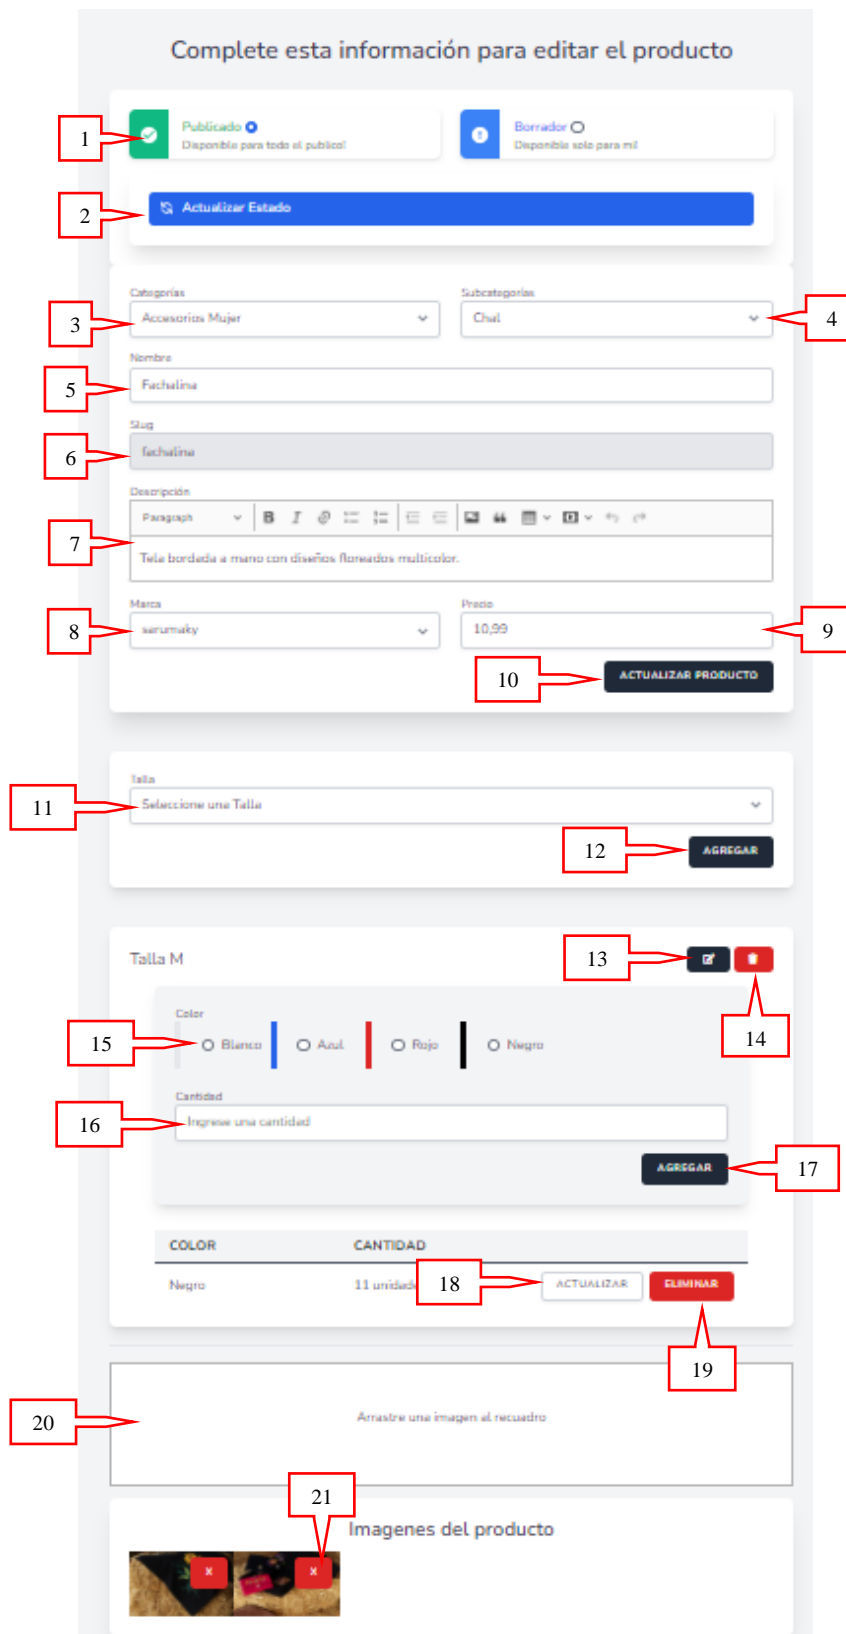 Complete esta información para editar el producto
1
Publicado
Disponible para todo el publico!
Borrador
Disponible solo para mi!
2
Actualizar Estado
Categorías
Subcategorías
3
Accesorios Mujer
Chal
4
Nombre
5
Fachalina
Slug
6
fachalina
Descripción
Paragraph
B I
7
Tela bordada a mano con diseños floreados multicolor.
Marca
Precio
8
sarumaky
10,99
9
10
ACTUALIZAR PRODUCTO
Talla
11
Seleccione una Talla
12
AGREGAR
Talla M
13
14
Color
15
Blanco
Azul
Rojo
Negro
Cantidad
16
Ingrese una cantidad
AGREGAR
17
COLOR
CANTIDAD
Negro
11 unidade
18
ACTUALIZAR
ELIMINAR
19
20
Arrastre una imagen al recuadro
21
Imagenes del producto
X
X